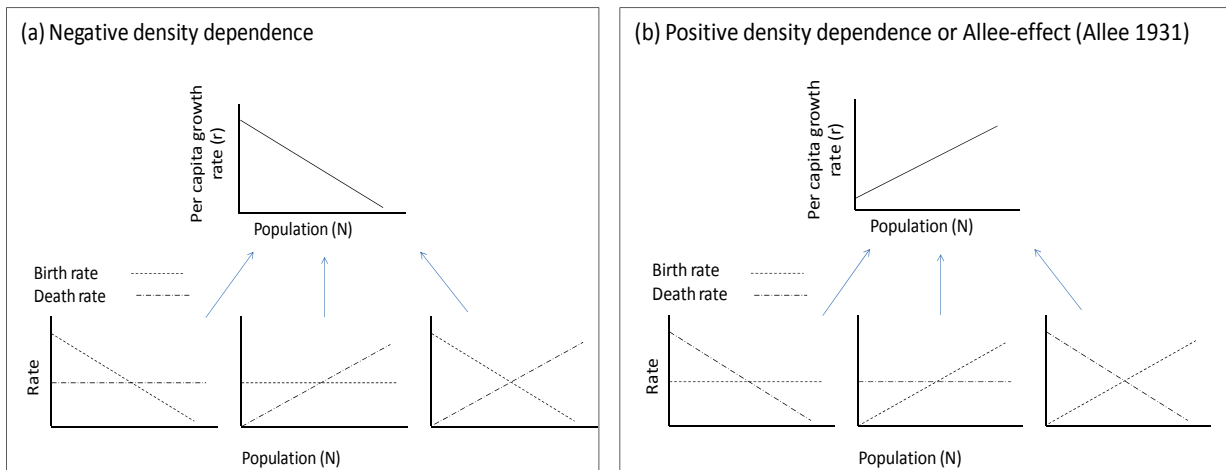 (a) Negative density dependence
Per capita growth
rate (r)
Population (N)
Birth rate
Death rate
Rate
Population (N)
(b) Positive density dependence or Allee-effect (Allee 1931)
Per capita growth
rate (r)
Population (N)
Birth rate
Death rate
Rate
Population (N)